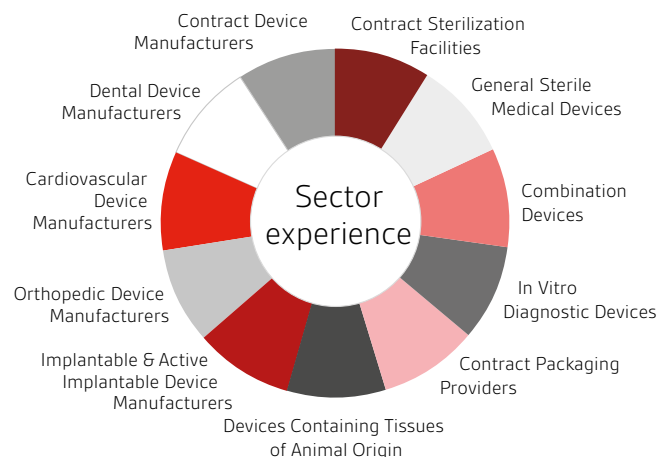 Contract Device
Manufacturers
Contract Sterilization
Facilities
Dental Device
Manufacturers
General Sterile
Medical Devices
Cardiovascular
Device
Manufacturers
Sector
experience
Combination
Devices
Orthopedic Device
Manufacturers
In Vitro
Diagnostic Devices
Implantable & Active
Implantable Device
Manufacturers
Contract Packaging
Providers
Devices Containing Tissues
of Animal Origin